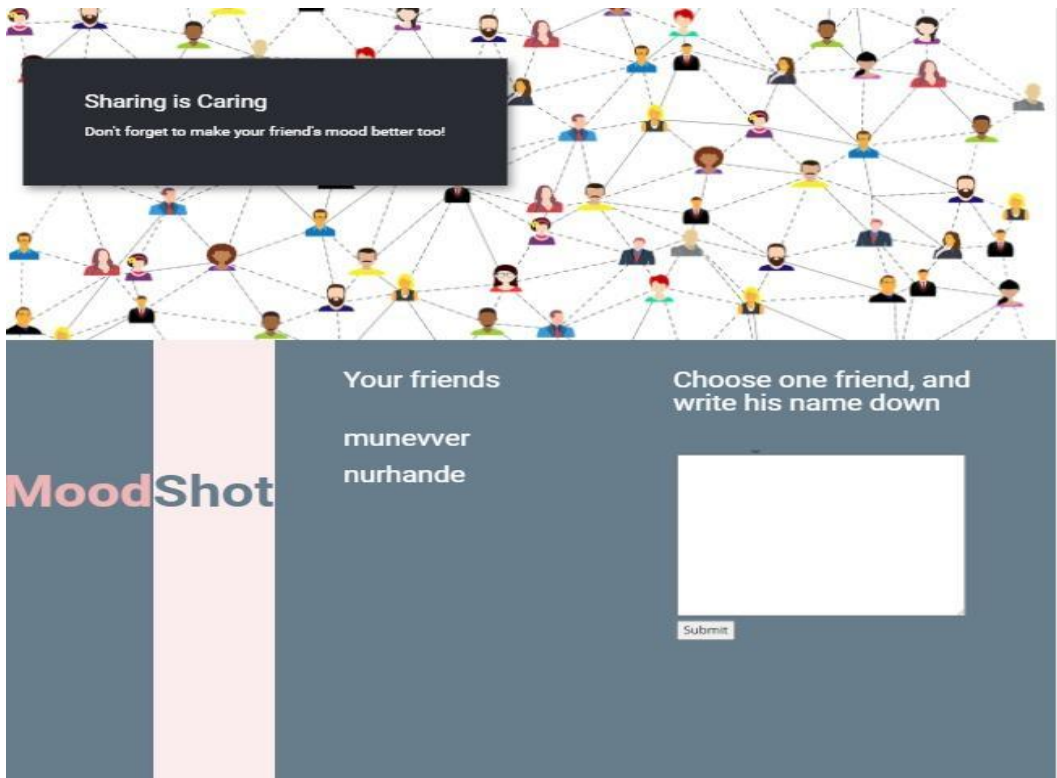 Sharing is Caring
Don't forget to make your friend's mood better too!
MoodShot
Your friends
munevver
nurhande
Choose one friend, and
write his name down
Submit